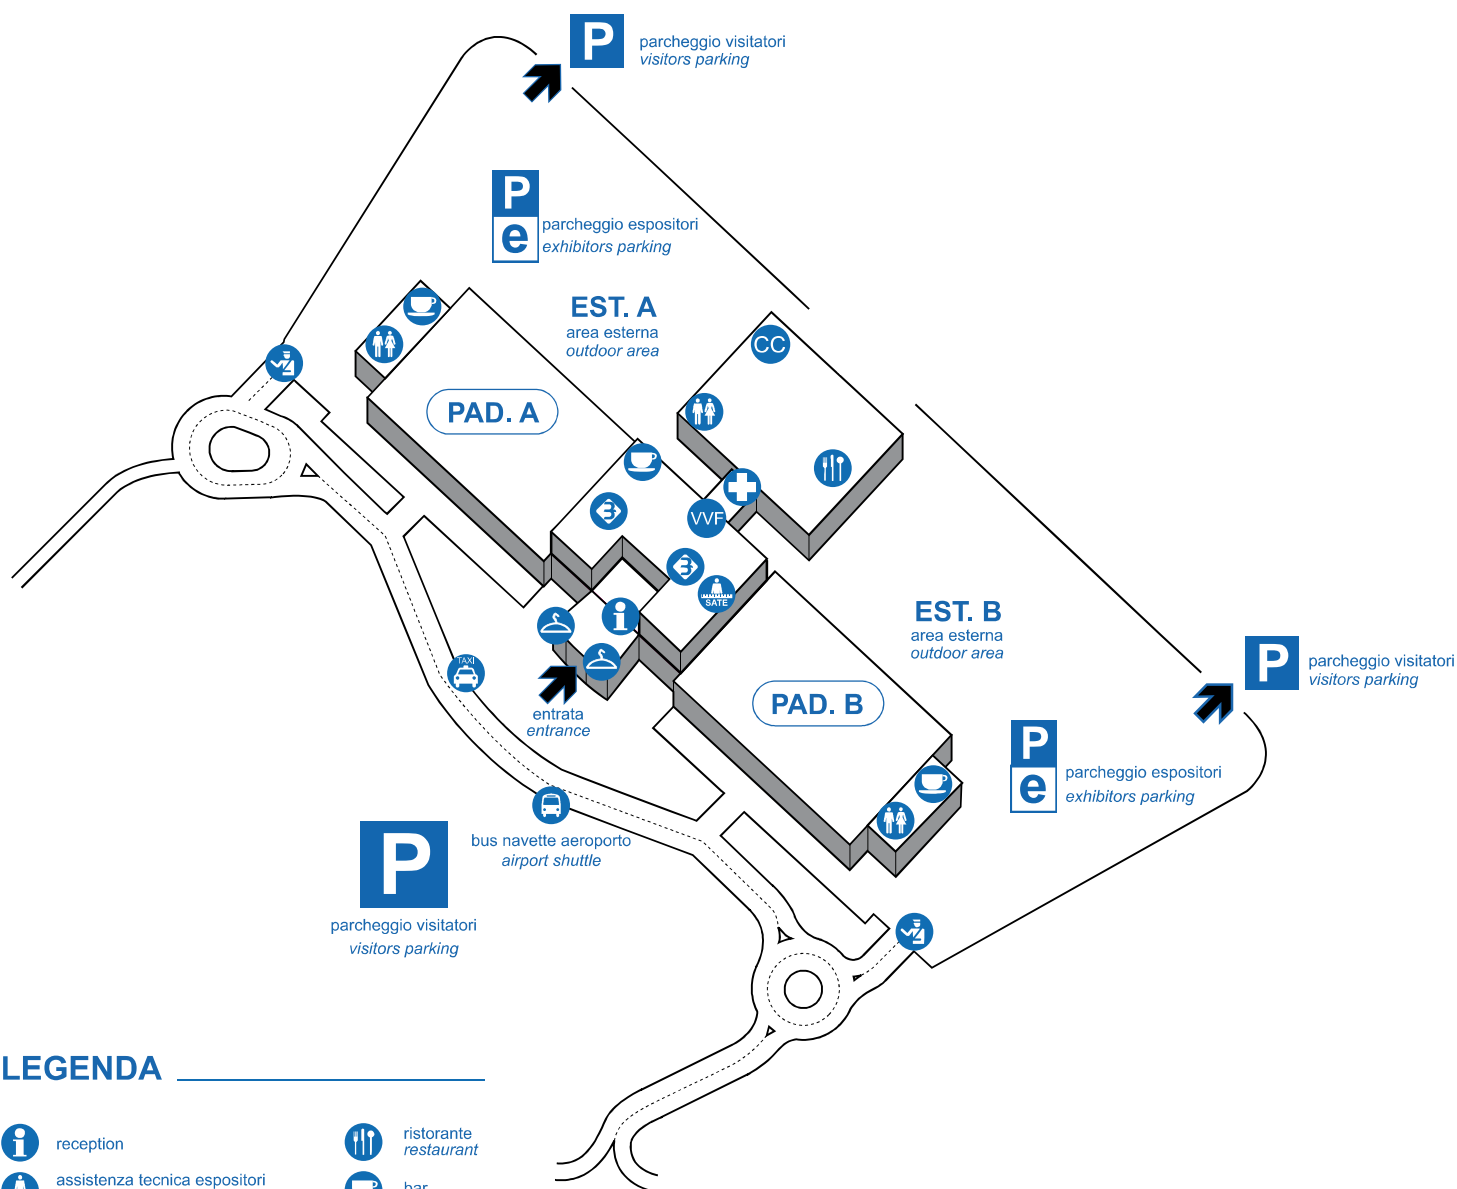 P
parcheggio visitatori
visitors parking
P
e
parcheggio espositori
exhibitors parking
EST. A
area esterna
outdoor area
CC
PAD. A
VVF
SATE
EST. B
area esterna
outdoor area
P
parcheggio visitatori
visitors parking
TAXI
PAD. B
entrata
entrance
P
e
parcheggio espositori
exhibitors parking
bus navette aeroporto
airport shuttle
P
parcheggio visitatori
visitors parking
LEGENDA
reception
ristorante
restaurant
assistenza tecnica espositori
bar